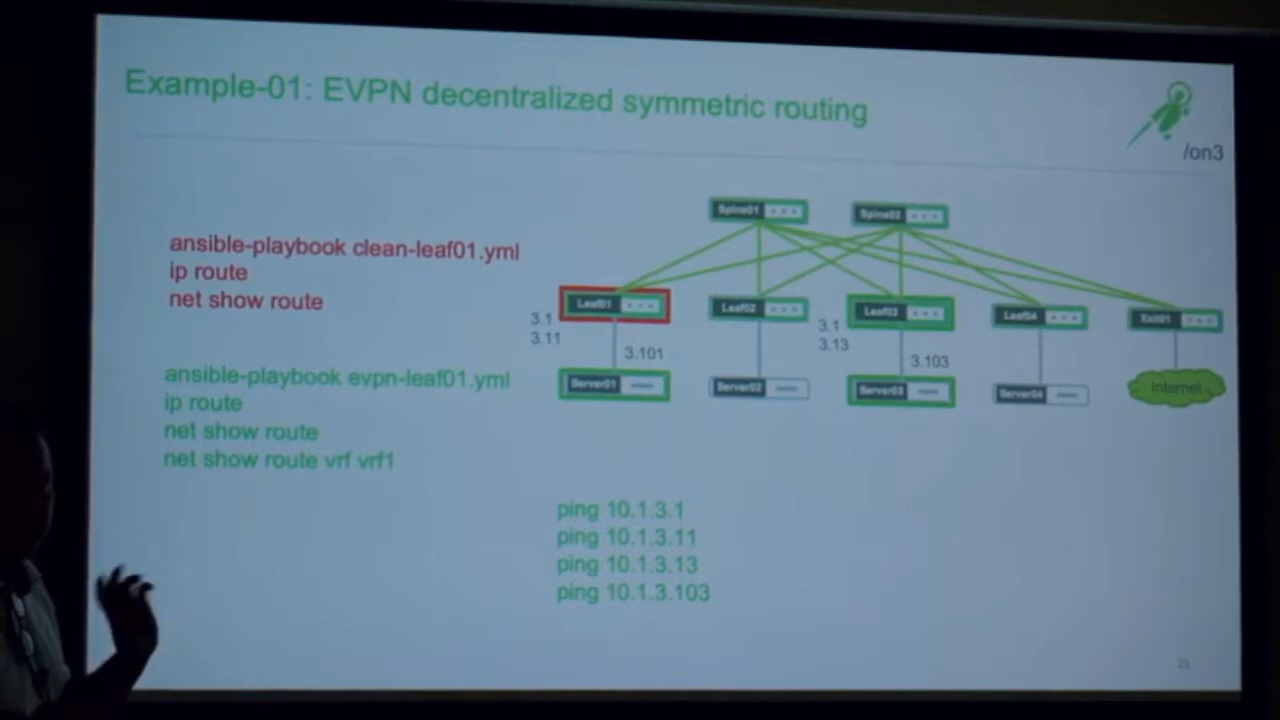 Example-01: EVPN decentralized symmetric routing
/on3
ansible-playbook clean-leaf01.yml
ip route
net show route
ansible-playbook evpn-leaf01.yml
ip route
net show route
net show route vrf vrf1
Spine01
Spine02
Leaf01
Leaf02
Leaf03
Leaf04
Exit01
3.1
3.11
3.101
3.1
3.13
3.103
Server01
Server02
Server03
Server04
Internet
ping 10.1.3.1
ping 10.1.3.11
ping 10.1.3.13
ping 10.1.3.103